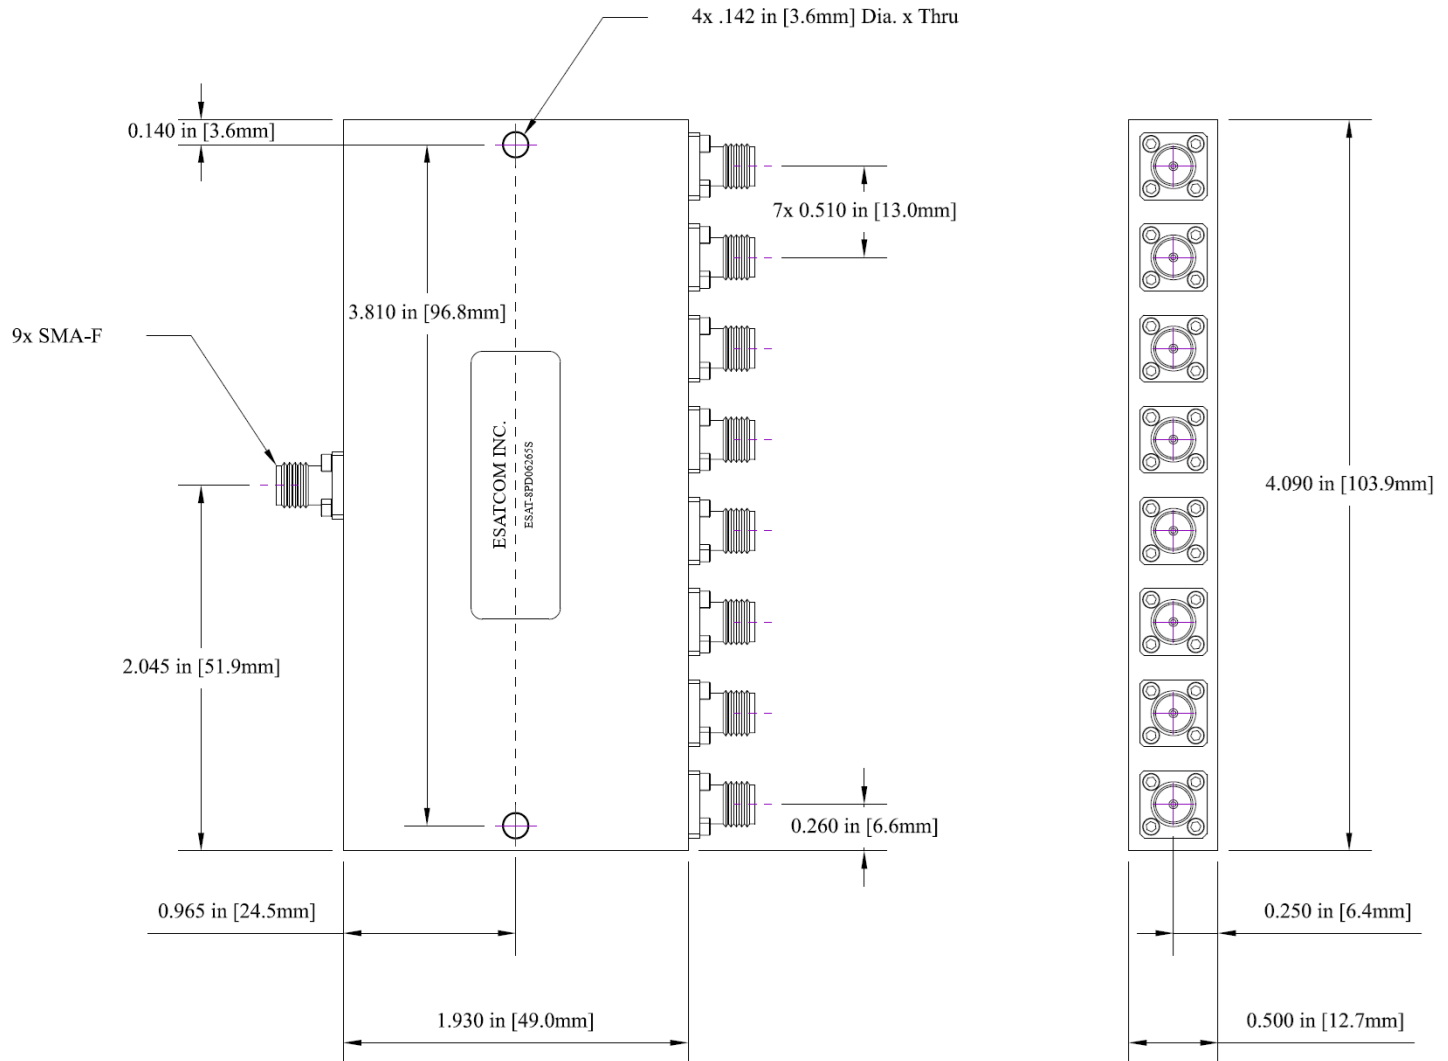 4x .142 in [3.6mm] Dia. x Thru
0.140 in [3.6mm]
7x 0.510 in [13.0mm]
3.810 in [96.8mm]
9x SMA-F
ESATCOM INC.
ESAT-8PD06265S
4.090 in [103.9mm]
2.045 in [51.9mm]
0.260 in [6.6mm]
0.965 in [24.5mm]
0.250 in [6.4mm]
1.930 in [49.0mm]
0.500 in [12.7mm]